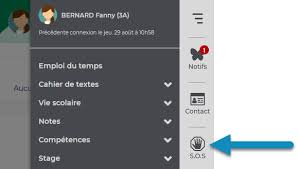 BERNARD Fanny (3A)
Précédente connexion le jeu. 29 août à 10h58
Aucu
Emploi du temps
Cahier de textes
Vie scolaire
Notes
Compétences
Stage
1
Notifs
Contact
S.O.S